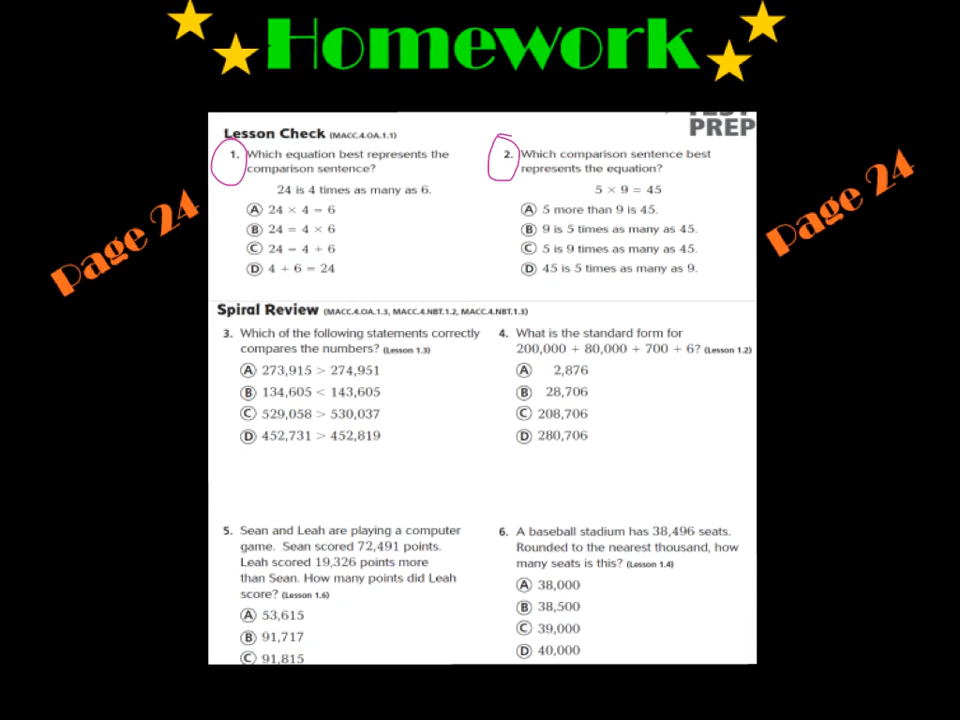 Homework
TEST
PREP
Lesson Check (MACC.4.OA.1.1)
1. Which equation best represents the
comparison sentence?
24 is 4 times as many as 6.
A 24 × 4 = 6
B 24 = 4 × 6
C 24 = 4 + 6
D 4 + 6 = 24
2. Which comparison sentence best
represents the equation?
5 × 9 = 45
A 5 more than 9 is 45.
B 9 is 5 times as many as 45.
C 5 is 9 times as many as 45.
D 45 is 5 times as many as 9.
Page 24
Page 24
Spiral Review (MACC.4.OA.1.3, MACC.4.NBT.1.2, MACC.4.NBT.1.3)
3. Which of the following statements correctly
compares the numbers? (Lesson 1.3)
A 273,915 > 274,951
B 134,605 < 143,605
C 529,058 > 530,037
D 452,731 > 452,819
4. What is the standard form for
200,000 + 80,000 + 700 + 6? (Lesson 1.2)
A 2,876
B 28,706
C 208,706
D 280,706
5. Sean and Leah are playing a computer
game. Sean scored 72,491 points.
Leah scored 19,326 points more
than Sean. How many points did Leah
score? (Lesson 1.6)
A 53,615
B 91,717
C 91,815
6. A baseball stadium has 38,496 seats.
Rounded to the nearest thousand, how
many seats is this? (Lesson 1.4)
A 38,000
B 38,500
C 39,000
D 40,000